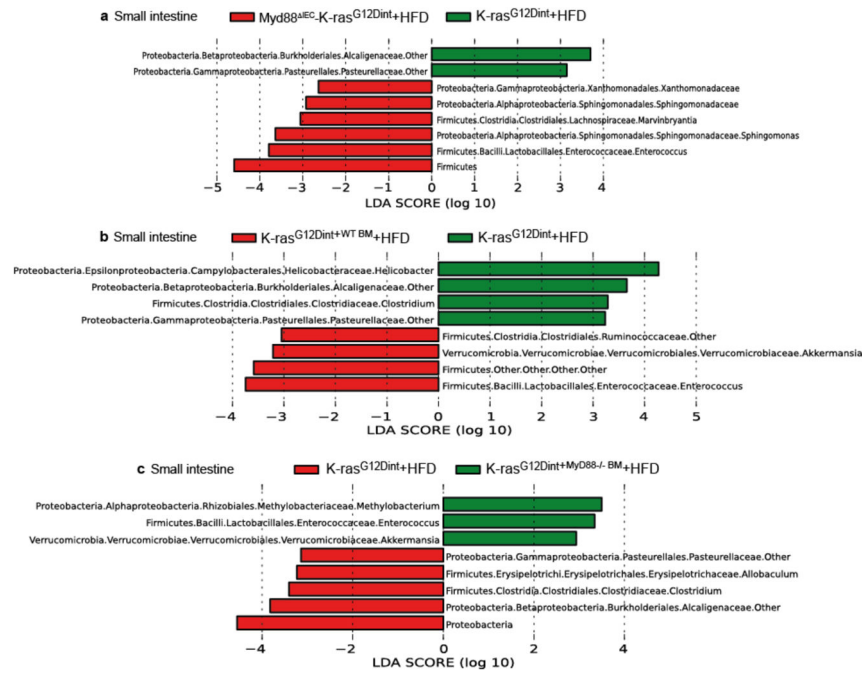 a Small intestine Myd88ΔIEC-K-rasG12Dint+HFD K-rasG12Dint+HFD
Proteobacteria.Betaproteobacteria.Burkholderiales.Alcaligenaceae.Other
Proteobacteria.Gammaproteobacteria.Pasteurellales.Pasteurellaceae.Other
Proteobacteria.Gammaproteobacteria.Xanthomonadales.Xanthomonadaceae
Proteobacteria.Alphaproteobacteria.Sphingomonadales.Sphingomonadaceae
Firmicutes.Clostridia.Clostridiales.Lachnospiraceae.Marvinbryantia
Proteobacteria.Alphaproteobacteria.Sphingomonadales.Sphingomonadaceae.Sphingomonas
Firmicutes.Bacilli.Lactobacillales.Enterococcaceae.Enterococcus
Firmicutes
−5 −4 −3 −2 −1 0 1 2 3 4
LDA SCORE (log 10)
b Small intestine K-rasG12Dint+WT BM+HFD K-rasG12Dint+HFD
Proteobacteria.Epsilonproteobacteria.Campylobacterales.Helicobacteraceae.Helicobacter
Proteobacteria.Betaproteobacteria.Burkholderiales.Alcaligenaceae.Other
Firmicutes.Clostridia.Clostridiales.Clostridiaceae.Clostridium
Proteobacteria.Gammaproteobacteria.Pasteurellales.Pasteurellaceae.Other
Firmicutes.Clostridia.Clostridiales.Ruminococcaceae.Other
Verrucomicrobia.Verrucomicrobiae.Verrucomicrobiales.Verrucomicrobiaceae.Akkermansia
Firmicutes.Other.Other.Other.Other
Firmicutes.Bacilli.Lactobacillales.Enterococcaceae.Enterococcus
−4 −3 −2 −1 0 1 2 3 4 5
LDA SCORE (log 10)
c Small intestine K-rasG12Dint+HFD K-rasG12Dint+MyD88-/- BM+HFD
Proteobacteria.Alphaproteobacteria.Rhizobiales.Methylobacteriaceae.Methylobacterium
Firmicutes.Bacilli.Lactobacillales.Enterococcaceae.Enterococcus
Verrucomicrobia.Verrucomicrobiae.Verrucomicrobiales.Verrucomicrobiaceae.Akkermansia
Proteobacteria.Gammaproteobacteria.Pasteurellales.Pasteurellaceae.Other
Firmicutes.Erysipelotrichi.Erysipelotrichales.Erysipelotrichaceae.Allobaculum
Firmicutes.Clostridia.Clostridiales.Clostridiaceae.Clostridium
Proteobacteria.Betaproteobacteria.Burkholderiales.Alcaligenaceae.Other
Proteobacteria
−4 −2 0 2 4
LDA SCORE (log 10)